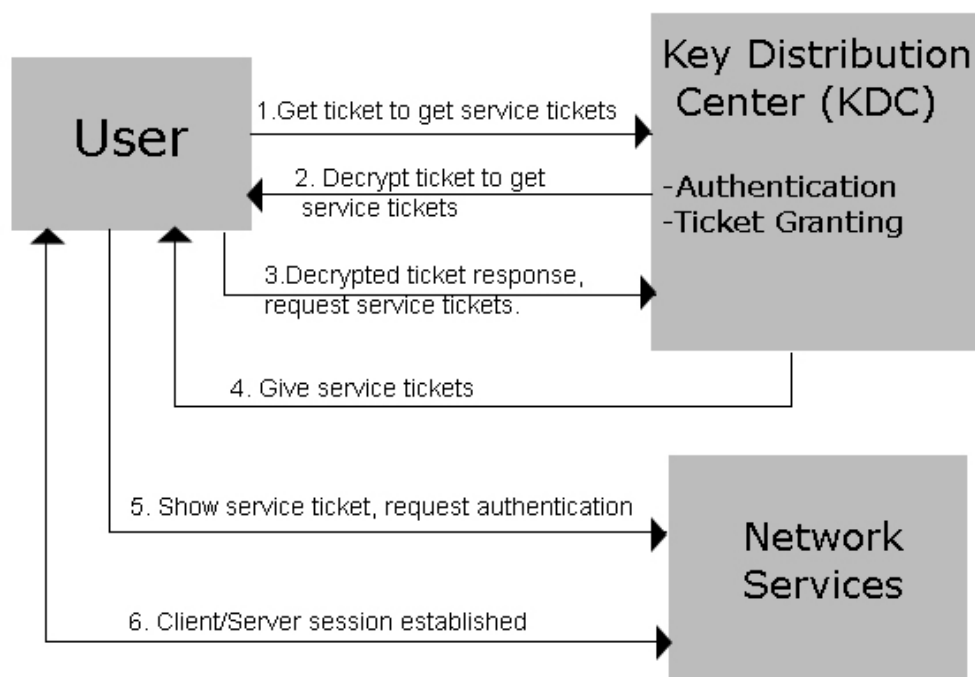 User
Key Distribution
Center (KDC)
-Authentication
-Ticket Granting
1.Get ticket to get service tickets
2. Decrypt ticket to get
service tickets
3.Decrypted ticket response,
request service tickets.
4. Give service tickets
5. Show service ticket, request authentication
6. Client/Server session established
Network
Services